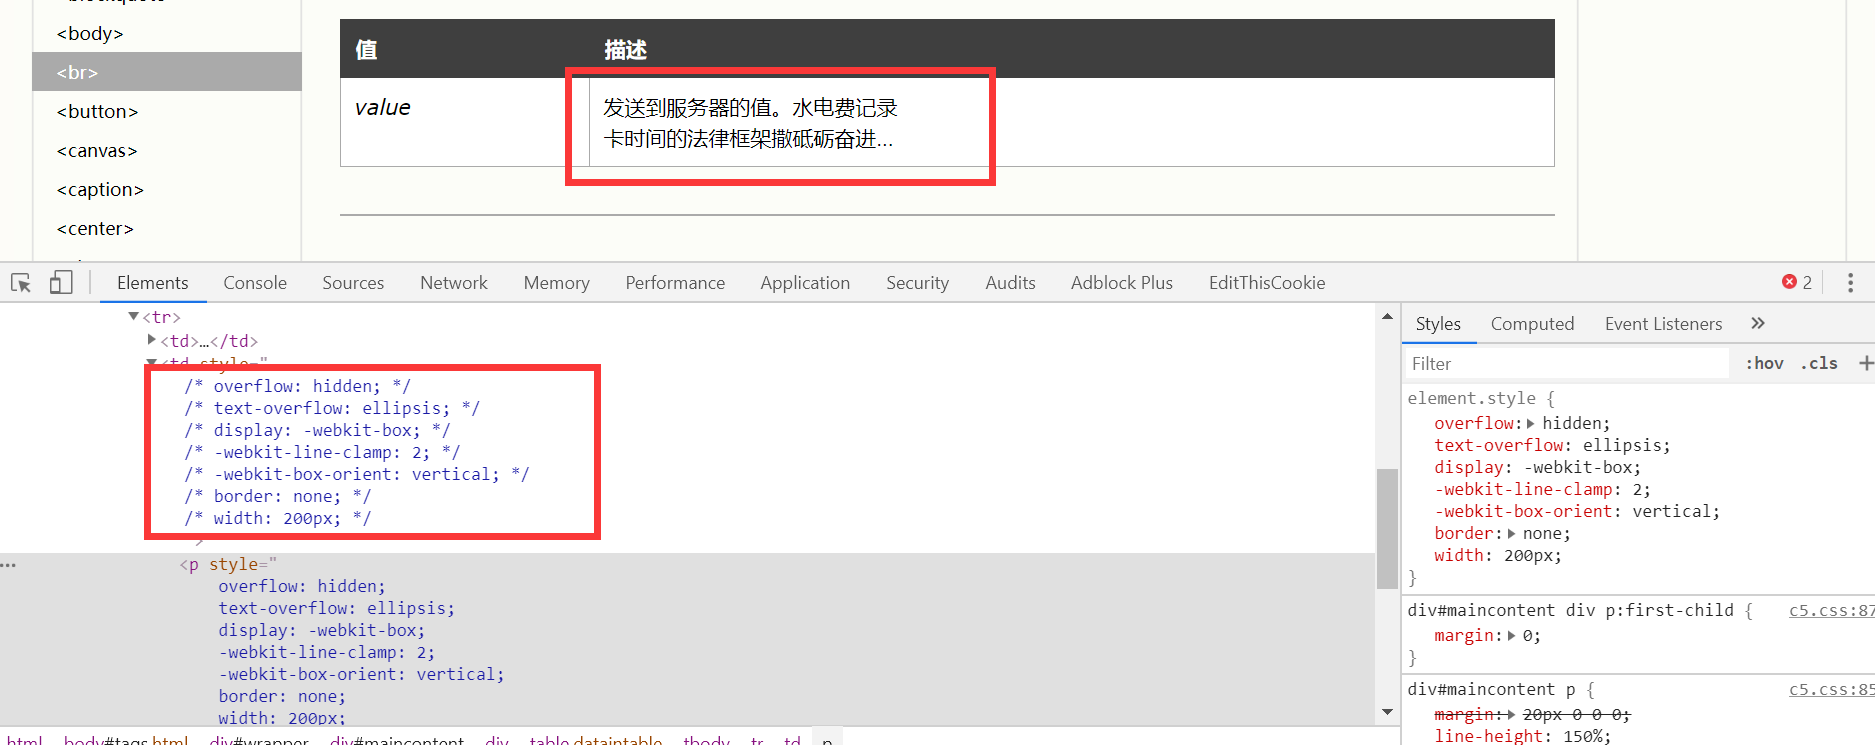 <body>
<br>
<button>
<canvas>
<caption>
<center>
值 描述
value 发送到服务器的值。水电费记录
卡时间的法律框架撒砥砺奋进...
Elements Console Sources Network Memory Performance Application Security Audits Adblock Plus EditThisCookie 2
▼<tr>
▶<td>…</td>
▼<td style="
/* overflow: hidden; */
/* text-overflow: ellipsis; */
/* display: -webkit-box; */
/* -webkit-line-clamp: 2; */
/* -webkit-box-orient: vertical; */
/* border: none; */
/* width: 200px; */
">
<p style="
overflow: hidden;
text-overflow: ellipsis;
display: -webkit-box;
-webkit-line-clamp: 2;
-webkit-box-orient: vertical;
border: none;
width: 200px;
html body#tags.html div#wrapper div#maincontent div table.dataintable tbody tr td p
Styles Computed Event Listeners »
Filter :hov .cls +
element.style {
overflow:▶ hidden;
text-overflow: ellipsis;
display: -webkit-box;
-webkit-line-clamp: 2;
-webkit-box-orient: vertical;
border:▶ none;
width: 200px;
}
div#maincontent div p:first-child { c5.css:87
margin:▶ 0;
}
div#maincontent p { c5.css:85
margin:▶ 20px 0 0 0;
line-height: 150%;